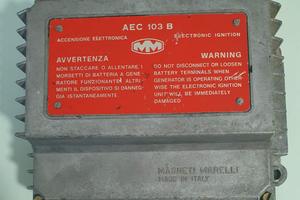 AEC 103 B
ACCENSIONE ELETTRONICA
ELECTRONIC IGNITION
MM
AVVERTENZA
NON STACCARE O ALLENTARE I
MORSETTI DI BATTERIA A GENE-
RATORE FUNZIONANTE / ALTRI-
MENTI IL DISPOSITIVO SI DANNEG-
GIA ISTANTANEAMENTE.
WARNING
DO NOT DISCONNECT OR LOOSEN
BATTERY TERMINALS WHEN
GENERATOR IS OPERATING OTHER
WISE THE ELECTRONIC IGNITION
UNIT WILL BE IMMEDIATELY
DAMAGED
MAGNETI MARELLI
MADE IN ITALY